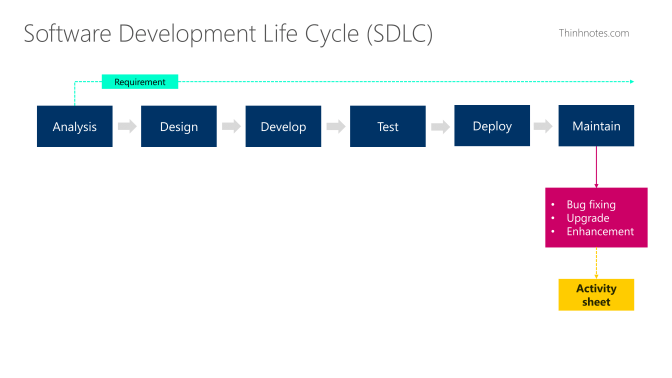 Software Development Life Cycle (SDLC)
Thinhnotes.com
Requirement
Analysis
Design
Develop
Test
Deploy
Maintain
• Bug fixing
• Upgrade
• Enhancement
Activity
sheet